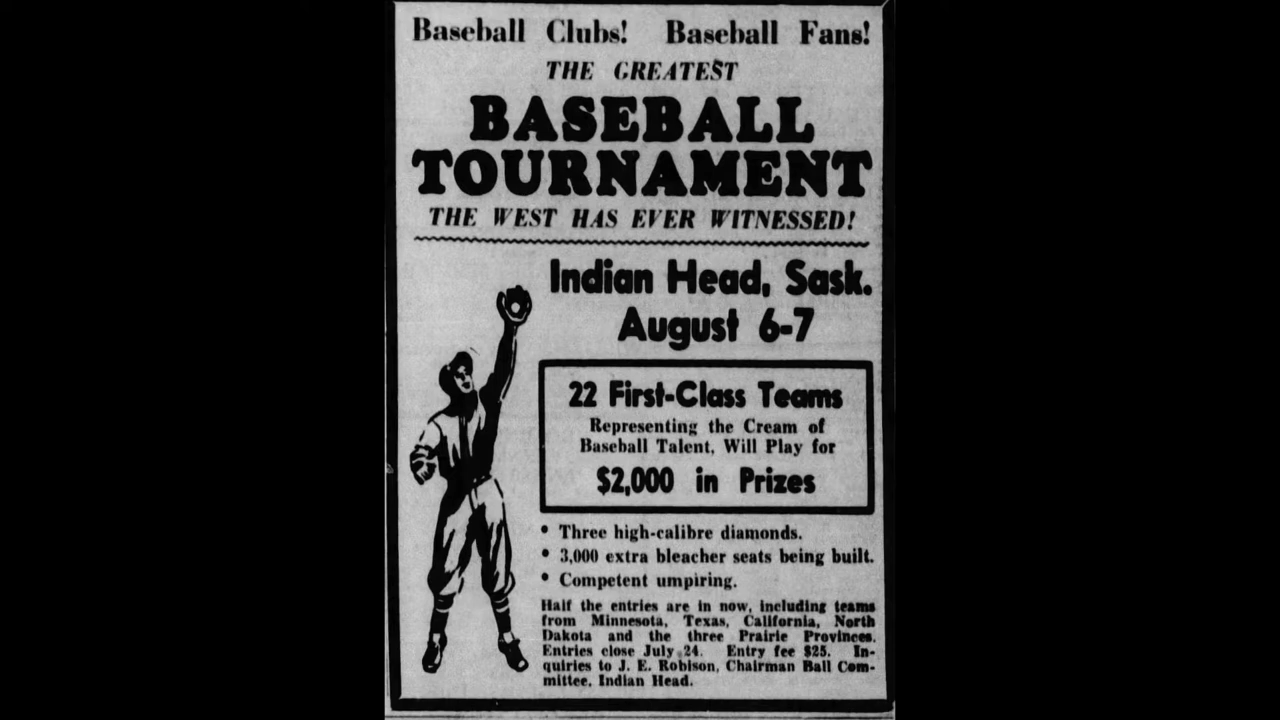 Baseball Clubs! Baseball Fans!
THE GREATEST
BASEBALL
TOURNAMENT
THE WEST HAS EVER WITNESSED!
Indian Head, Sask.
August 6-7
22 First-Class Teams
Representing the Cream of
Baseball Talent, Will Play for
$2,000 in Prizes
• Three high-calibre diamonds.
• 3,000 extra bleacher seats being built.
• Competent umpiring.
Half the entries are in now, including teams
from Minnesota, Texas, California, North
Dakota and the three Prairie Provinces.
Entries close July 24. Entry fee $25. In-
quiries to J. E. Robison, Chairman Ball Com-
mittee, Indian Head.